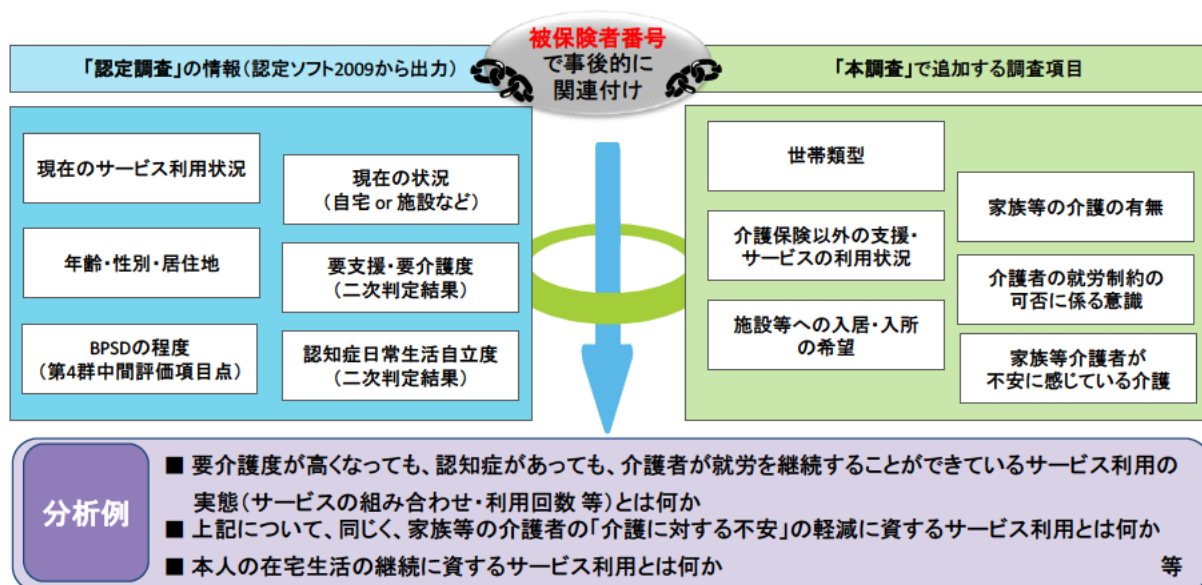 被保険者番号
で事後的に
関連付け
「認定調査」の情報（認定ソフト2009から出力）
現在のサービス利用状況
現在の状況
（自宅 or 施設など）
年齢・性別・居住地
要支援・要介護度
（二次判定結果）
BPSDの程度
（第4群中間評価項目点）
認知症日常生活自立度
（二次判定結果）
「本調査」で追加する調査項目
世帯類型
家族等の介護の有無
介護保険以外の支援・
サービスの利用状況
介護者の就労制約の
可否に係る意識
施設等への入居・入所
の希望
家族等介護者が
不安に感じている介護
分析例
■ 要介護度が高くなっても、認知症があっても、介護者が就労を継続することができているサービス利用の
実態（サービスの組み合わせ・利用回数 等）とは何か
■ 上記について、同じく、家族等の介護者の「介護に対する不安」の軽減に資するサービス利用とは何か
■ 本人の在宅生活の継続に資するサービス利用とは何か 等